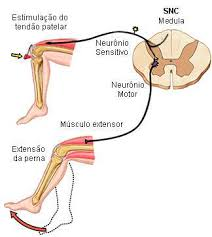 Estimulação do
tendão patelar
SNC
Medula
Neurônio
Sensitivo
Neurônio
Motor
Músculo extensor
Extensão
da perna